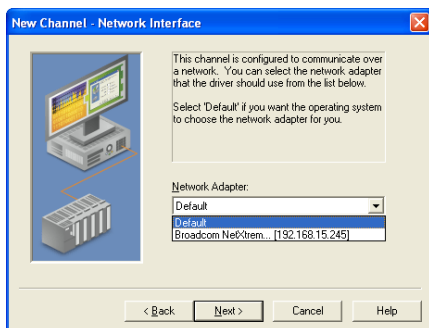 New Channel - Network Interface
This channel is configured to communicate over
a network. You can select the network adapter
that the driver should use from the list below.
Select 'Default' if you want the operating system
to choose the network adapter for you.
Network Adapter:
Default
Default
Broadcom NetXtrem... [192.168.15.245]
< Back
Next >
Cancel
Help